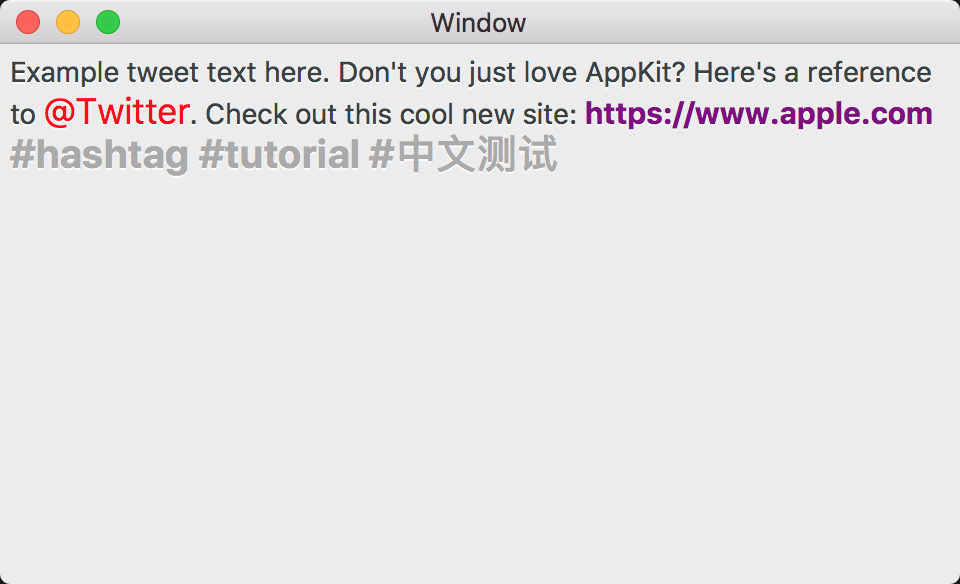 Window
Example tweet text here. Don't you just love AppKit? Here's a reference
to @Twitter. Check out this cool new site: https://www.apple.com
#hashtag #tutorial #中文测试